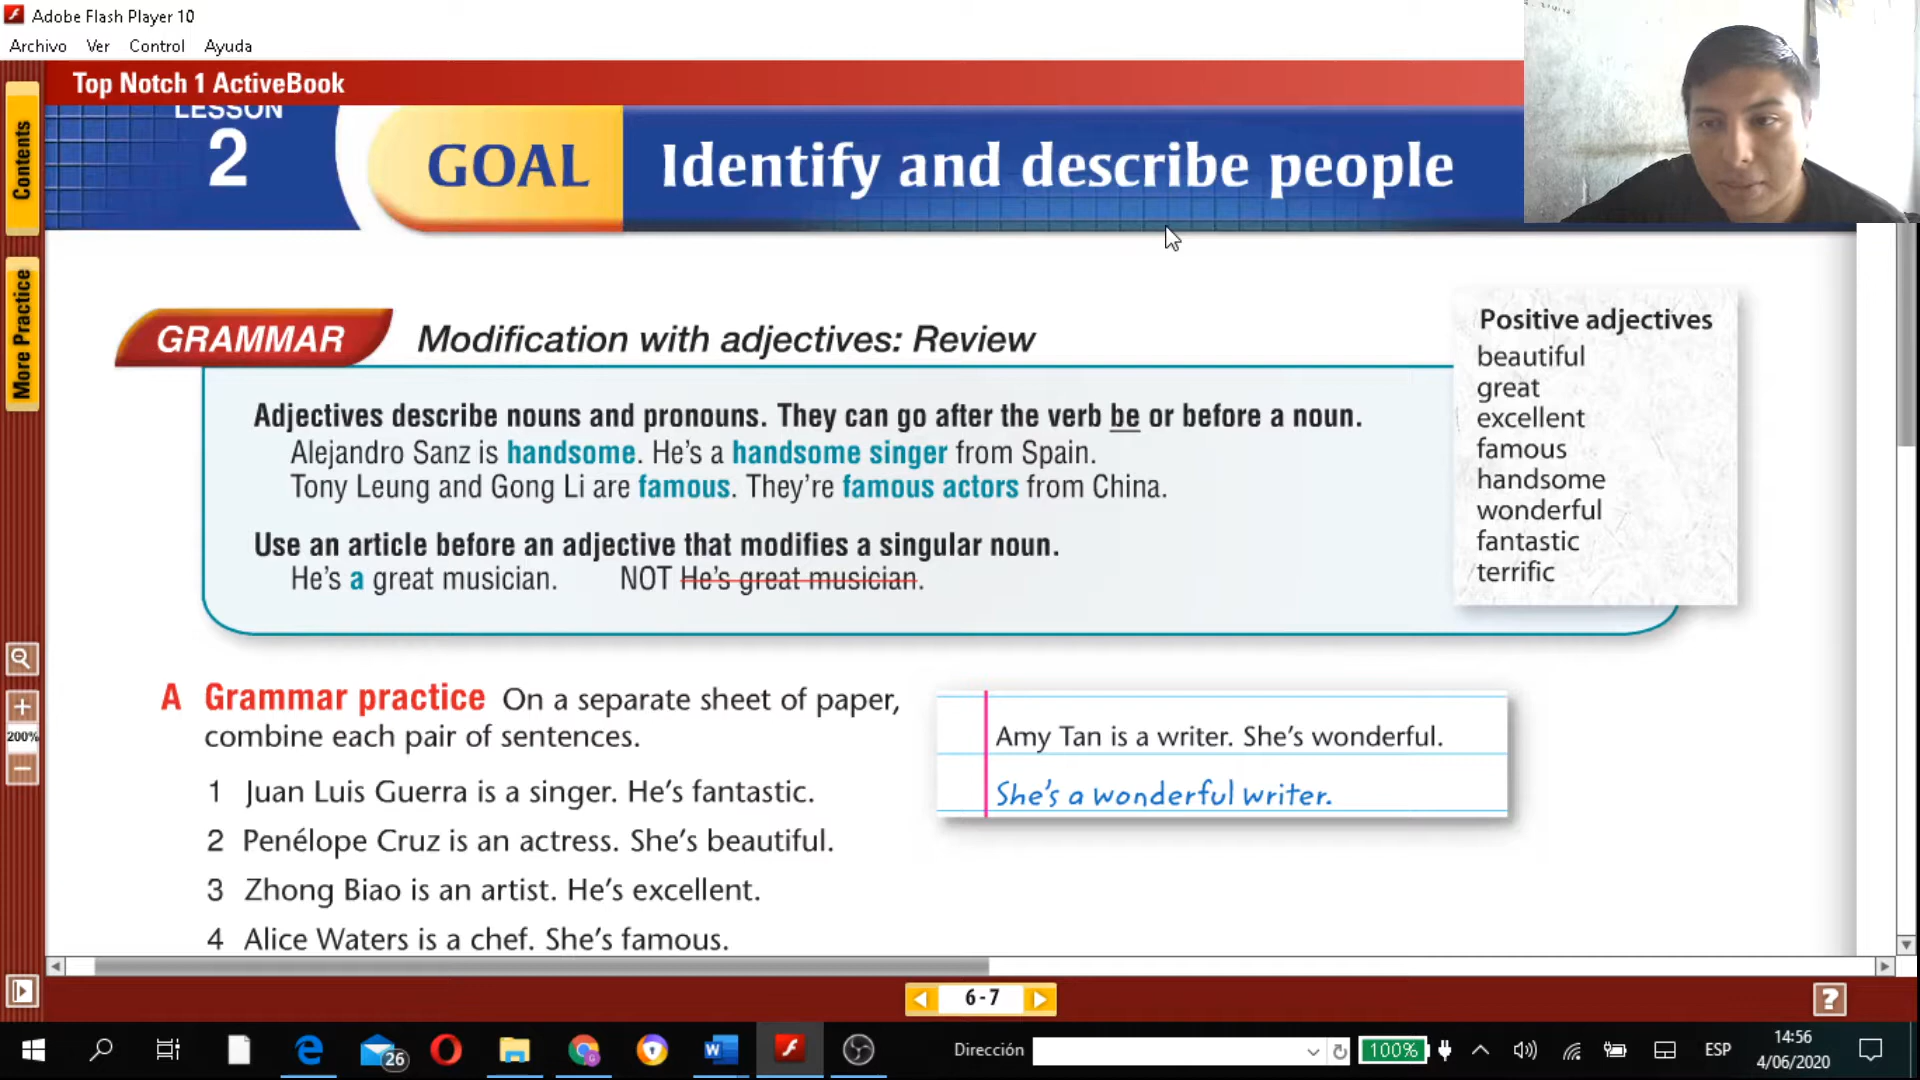 Adobe Flash Player 10
Archivo Ver Control Ayuda
Top Notch 1 ActiveBook
LESSON
2
GOAL
Identify and describe people
Contents
More Practice
GRAMMAR
Modification with adjectives: Review
Adjectives describe nouns and pronouns. They can go after the verb be or before a noun.
Alejandro Sanz is handsome. He's a handsome singer from Spain.
Tony Leung and Gong Li are famous. They're famous actors from China.
Use an article before an adjective that modifies a singular noun.
He's a great musician. NOT He's great musician.
Positive adjectives
beautiful
great
excellent
famous
handsome
wonderful
fantastic
terrific
A Grammar practice On a separate sheet of paper,
combine each pair of sentences.
1 Juan Luis Guerra is a singer. He's fantastic.
2 Penélope Cruz is an actress. She's beautiful.
3 Zhong Biao is an artist. He's excellent.
4 Alice Waters is a chef. She's famous.
Amy Tan is a writer. She's wonderful.
She's a wonderful writer.
200%
6-7
?
26
Dirección
100%
ESP
14:56
4/06/2020